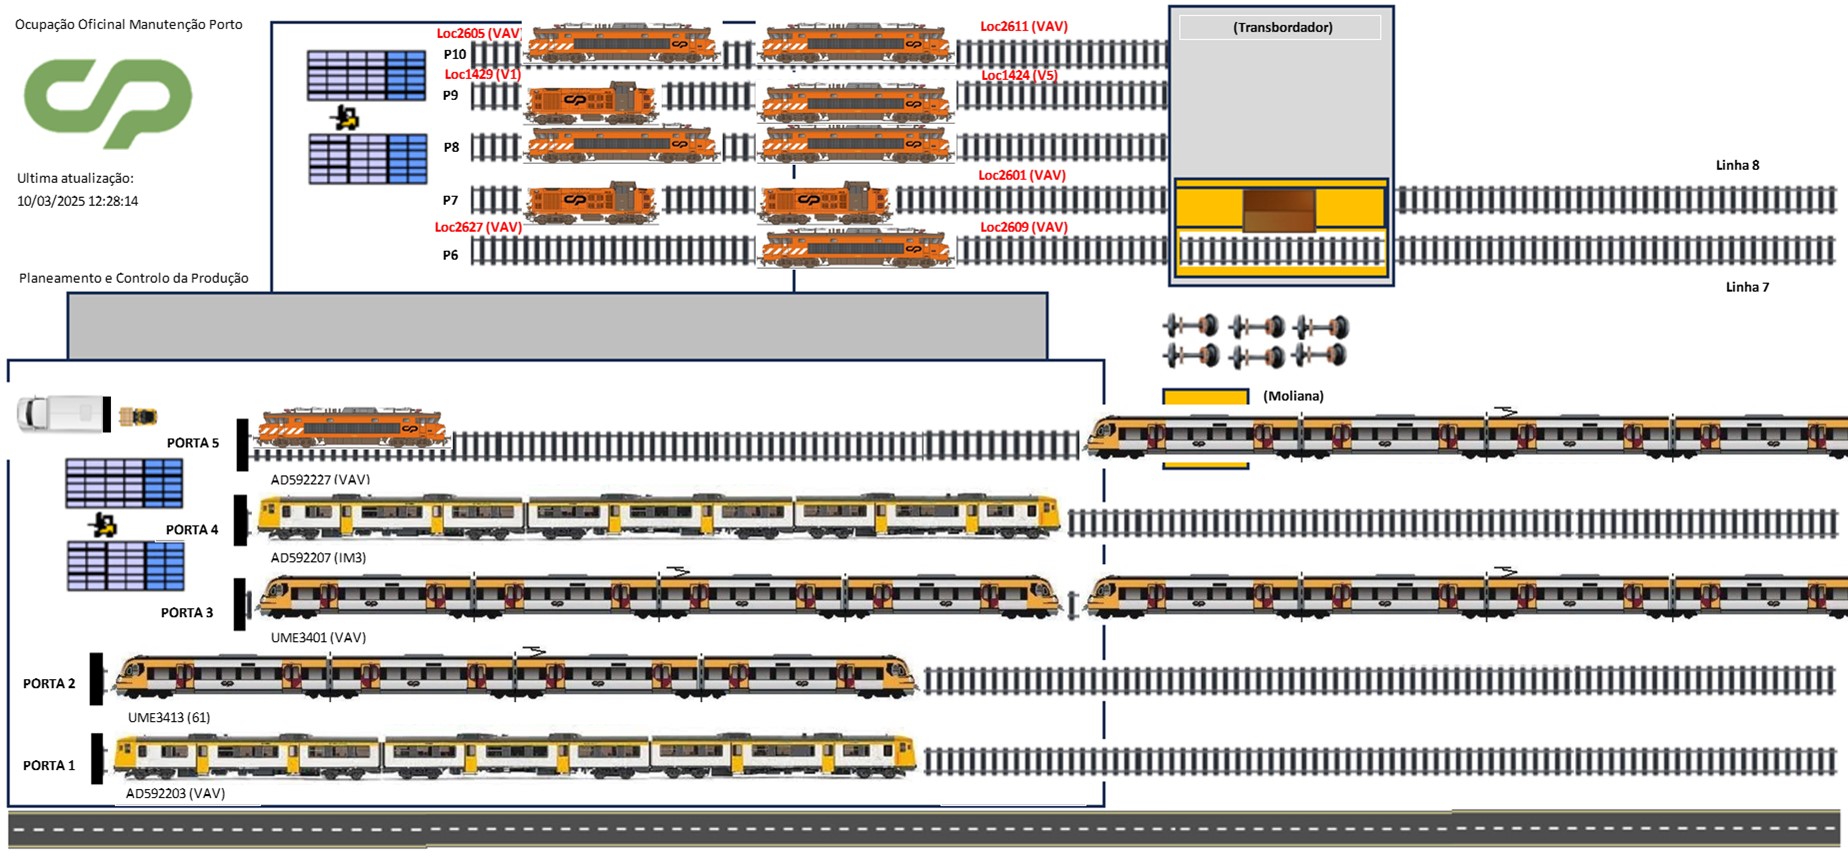 Ocupação Oficinal Manutenção Porto
Ultima atualização:
10/03/2025 12:28:14
Planeamento e Controlo da Produção
Loc2605 (VAV)
Loc2611 (VAV)
P10
Loc1429 (V1)
Loc1424 (V5)
P9
P8
Loc2601 (VAV)
P7
Loc2627 (VAV)
Loc2609 (VAV)
P6
(Transbordador)
Linha 8
Linha 7
(Moliana)
PORTA 5
AD592227 (VAV)
PORTA 4
AD592207 (IM3)
PORTA 3
UME3401 (VAV)
PORTA 2
UME3413 (61)
PORTA 1
AD592203 (VAV)